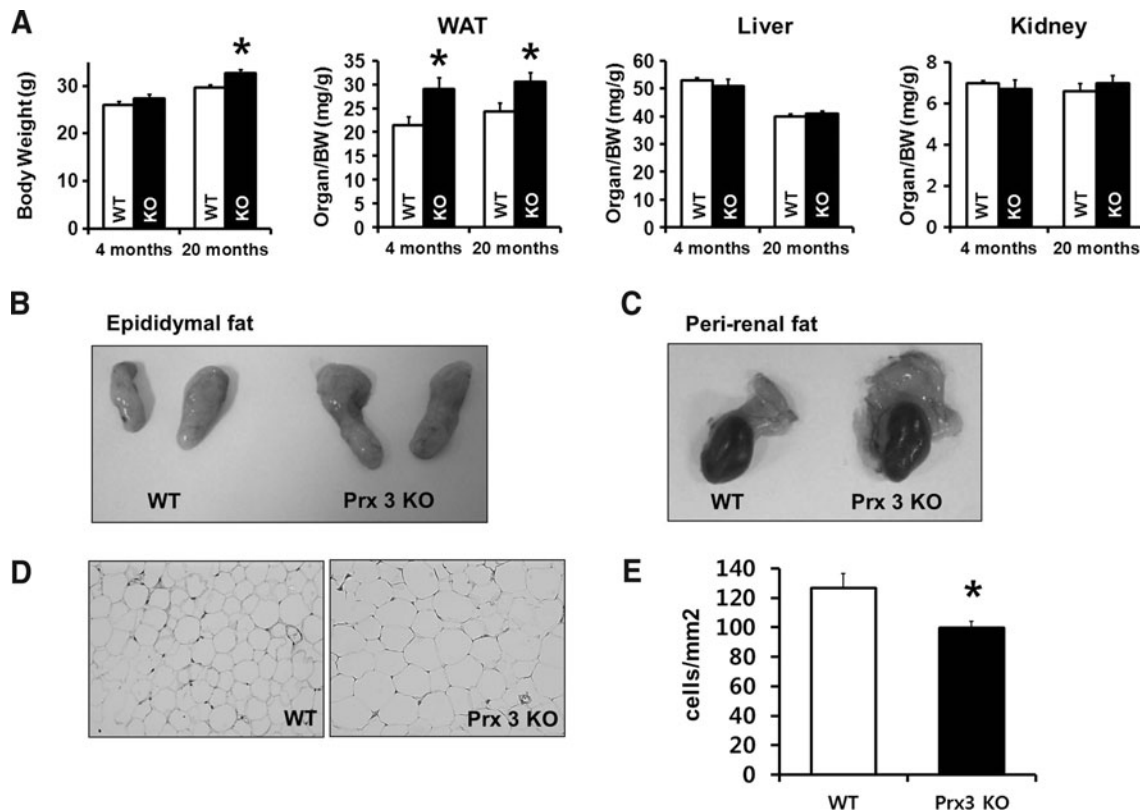 A
Body Weight (g)
30
20
10
0
WT
KO
*
4 months
20 months
WAT
Organ/BW (mg/g)
35
30
25
20
15
10
5
0
WT
KO
WT
KO
*
*
4 months
20 months
Liver
Organ/BW (mg/g)
60
50
40
30
20
10
0
WT
KO
4 months
20 months
Kidney
Organ/BW (mg/g)
8
6
4
2
0
WT
KO
WT
KO
4 months
20 months
B
Epididymal fat
WT
Prx 3 KO
C
Peri-renal fat
WT
Prx 3 KO
D
WT
Prx 3 KO
E
cells/mm2
140
120
100
80
60
40
20
0
*
WT
Prx3 KO